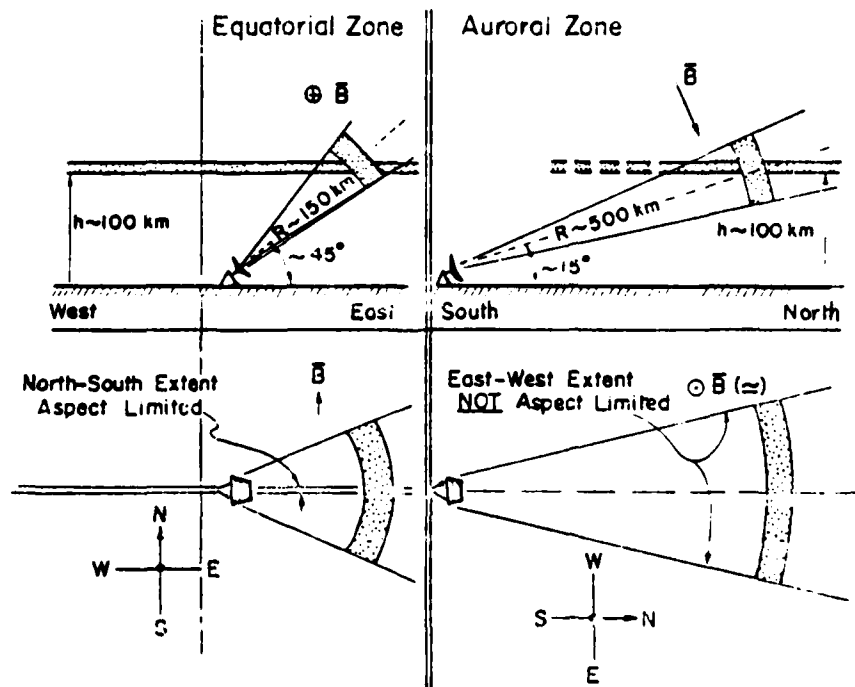 Equatorial Zone
⊕ B̄
h~100 km
R~150 km
~45°
West
Easi
Auroral Zone
B̄
R~500 km
~15°
h~100 km
South
North
North-South Extent
Aspect Limited
B̄
N
W
E
S
East-West Extent
NOT Aspect Limited
⊙ B̄ (≃)
W
S
N
E